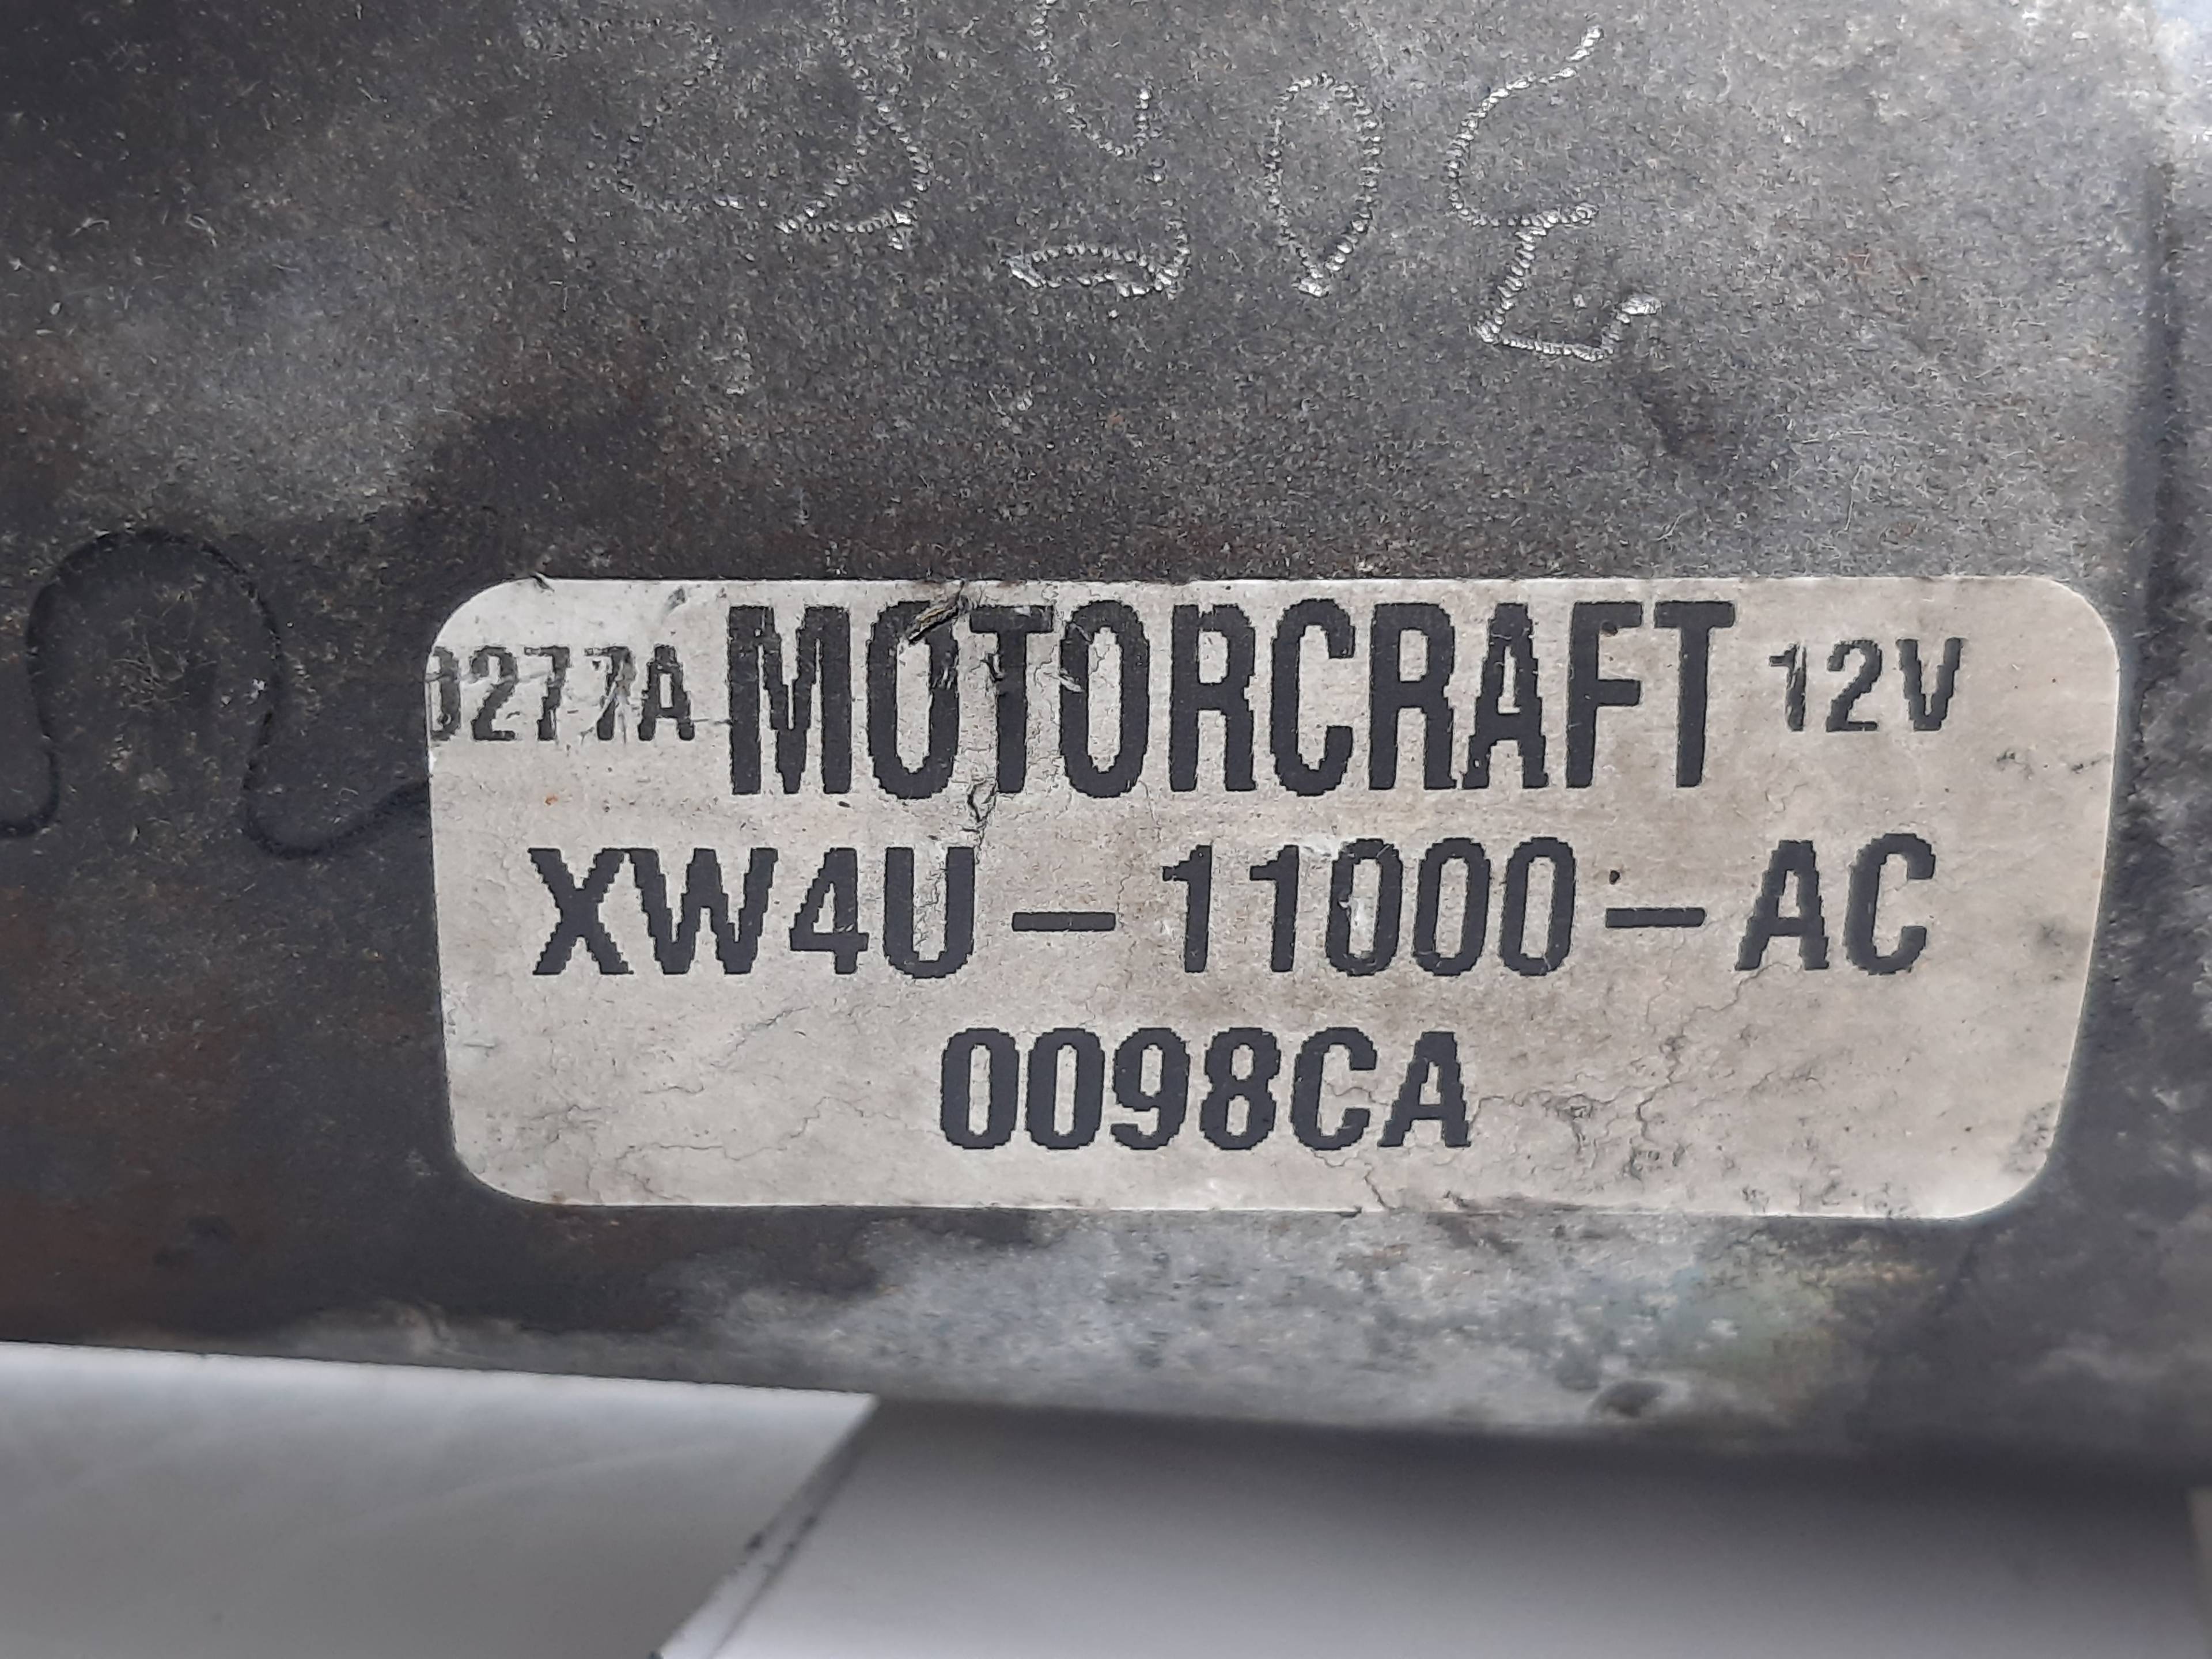 0277A MOTORCRAFT 12V
XW4U-11000-AC
0098CA